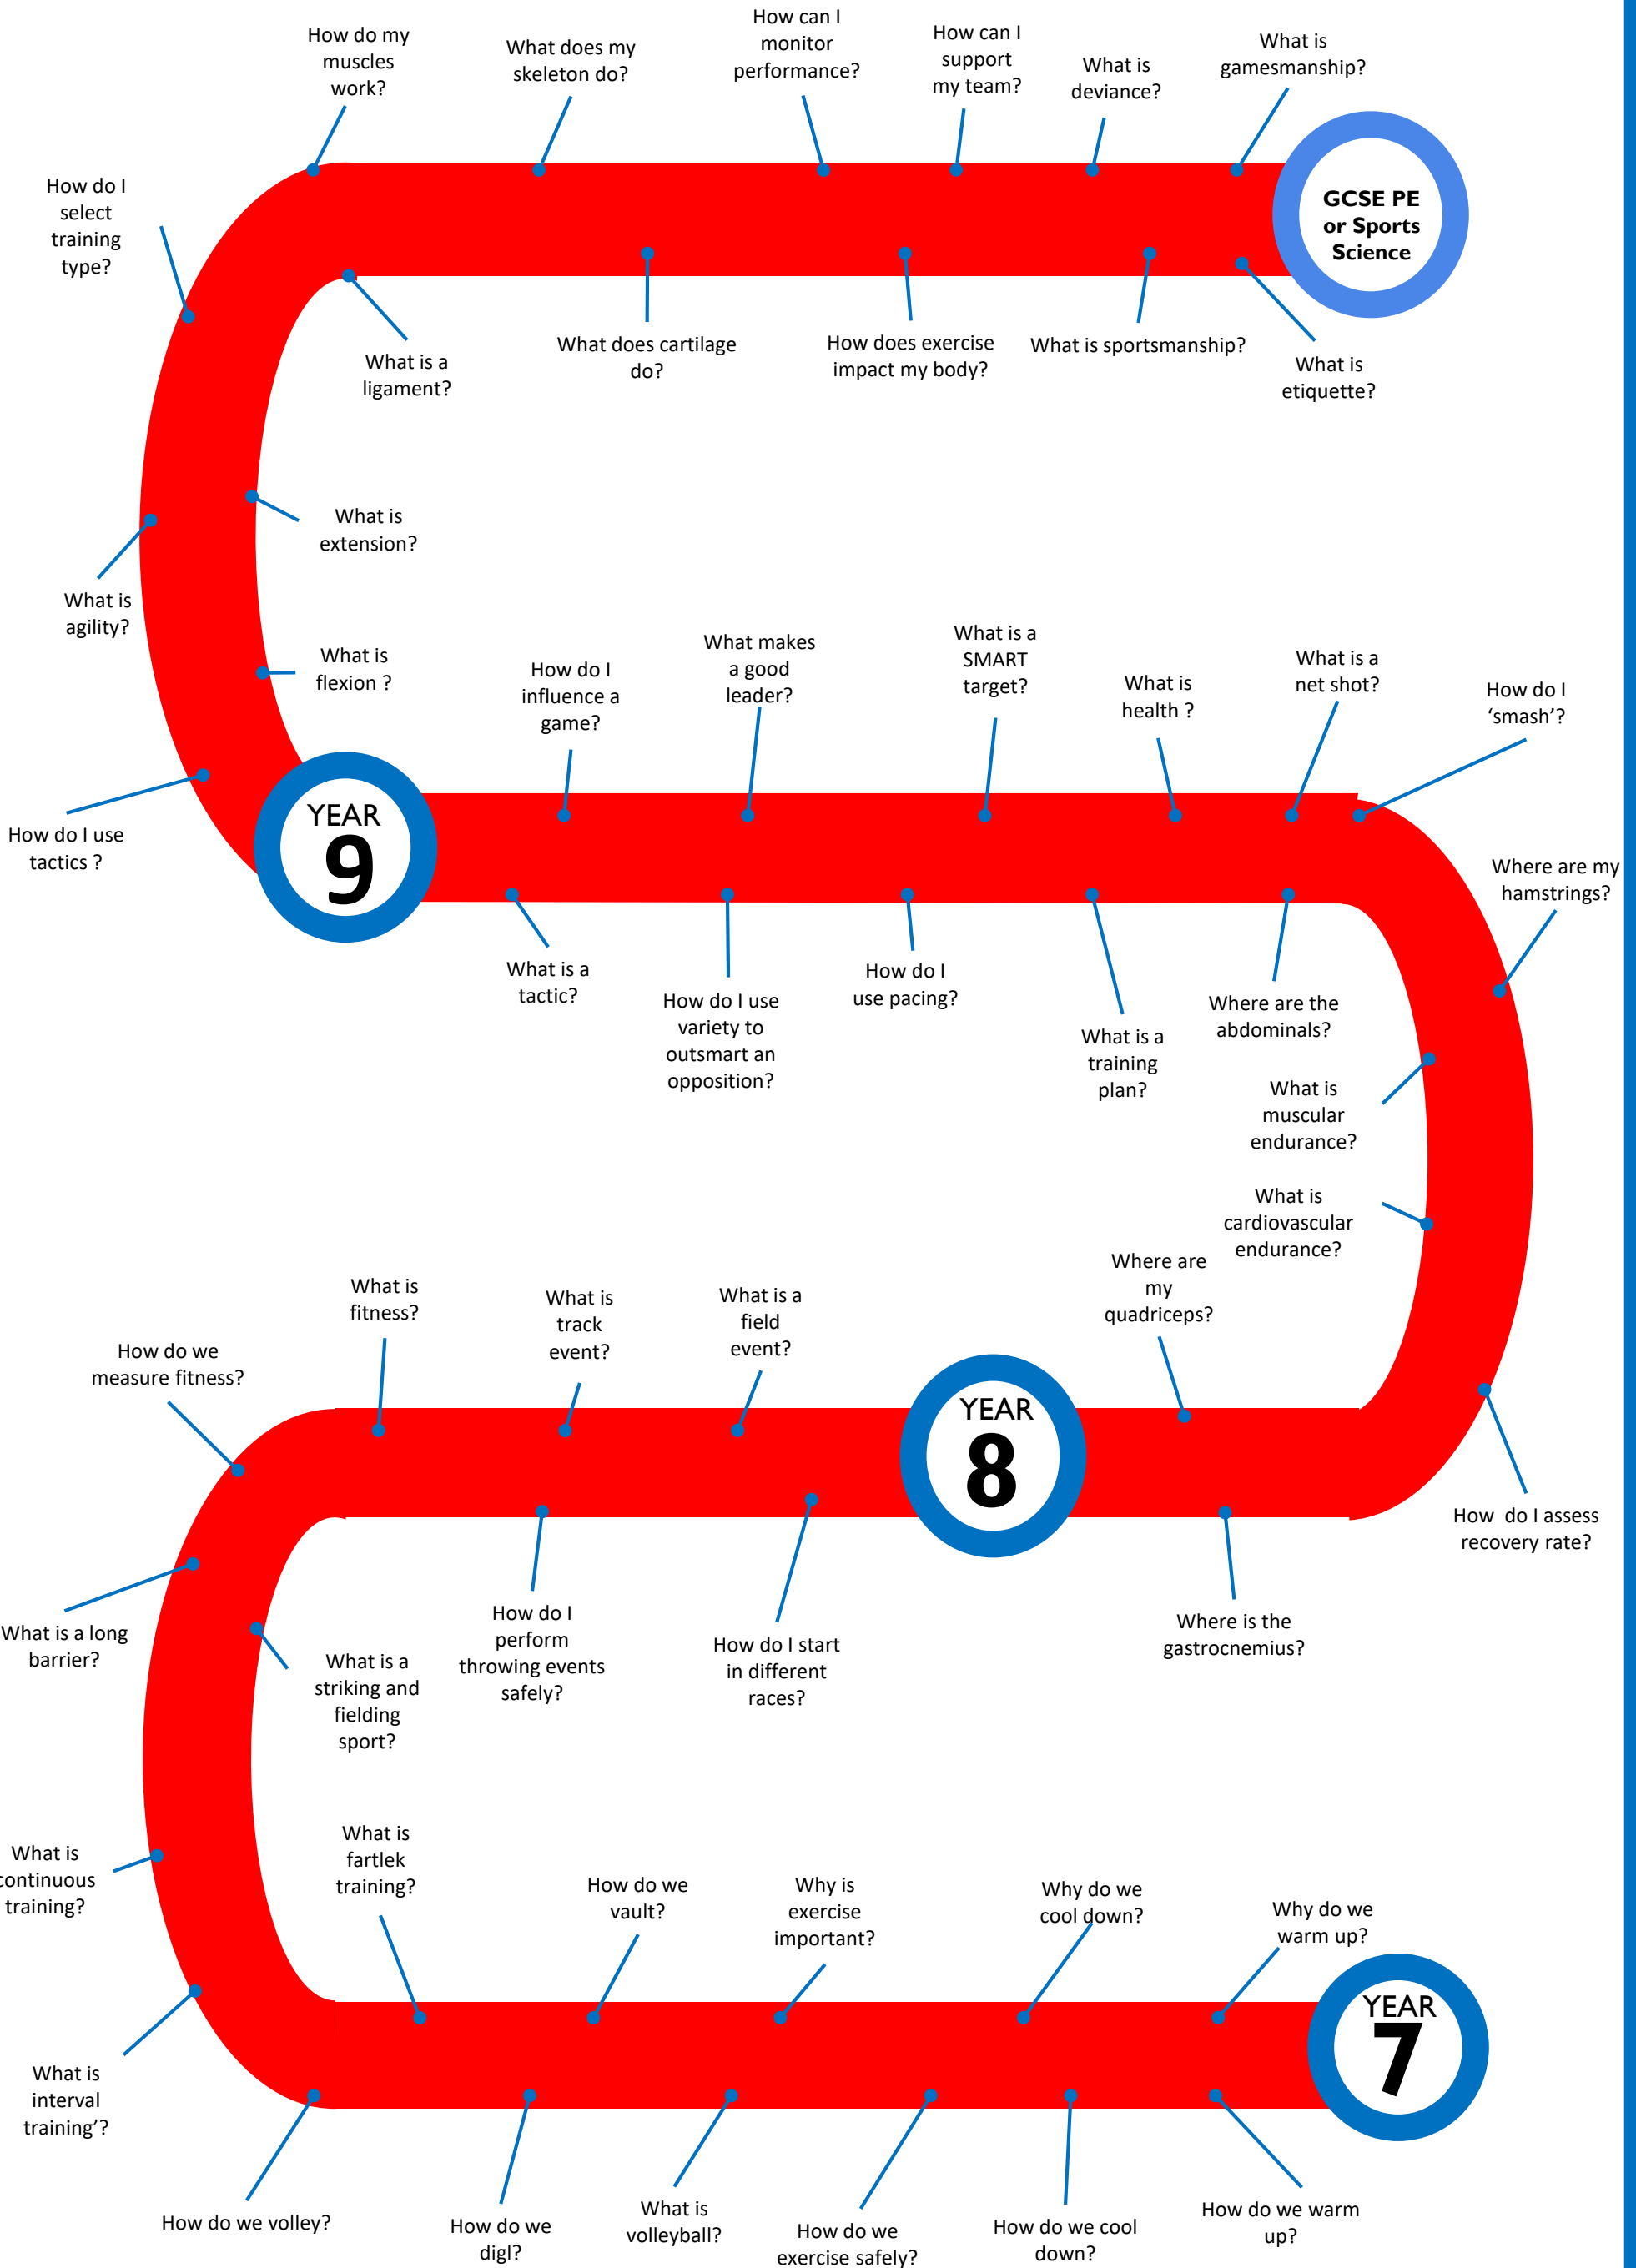 How can I
monitor
performance?
How do my
muscles
work?
What does my
skeleton do?
How can I
support
my team?
What is
deviance?
What is
gamesmanship?
How do I
select
training
type?
GCSE PE
or Sports
Science
What is a
ligament?
What does cartilage
do?
How does exercise
impact my body?
What is sportsmanship?
What is
etiquette?
What is
extension?
What is
agility?
What is
flexion ?
How do I
influence a
game?
What makes
a good
leader?
What is a
SMART
target?
What is
health ?
What is a
net shot?
How do I
‘smash’?
How do I use
tactics ?
YEAR
9
Where are my
hamstrings?
What is a
tactic?
How do I use
variety to
outsmart an
opposition?
How do I
use pacing?
What is a
training
plan?
Where are the
abdominals?
What is
muscular
endurance?
What is
cardiovascular
endurance?
Where are
my
quadriceps?
What is
fitness?
What is
track
event?
What is a
field
event?
How do we
measure fitness?
YEAR
8
How  do I assess
recovery rate?
What is a long
barrier?
What is a
striking and
fielding
sport?
How do I
perform
throwing events
safely?
How do I start
in different
races?
Where is the
gastrocnemius?
What is
continuous
training?
What is
fartlek
training?
How do we
vault?
Why is
exercise
important?
Why do we
cool down?
Why do we
warm up?
YEAR
7
What is
interval
training’?
How do we volley?
How do we
digl?
What is
volleyball?
How do we
exercise safely?
How do we cool
down?
How do we warm
up?